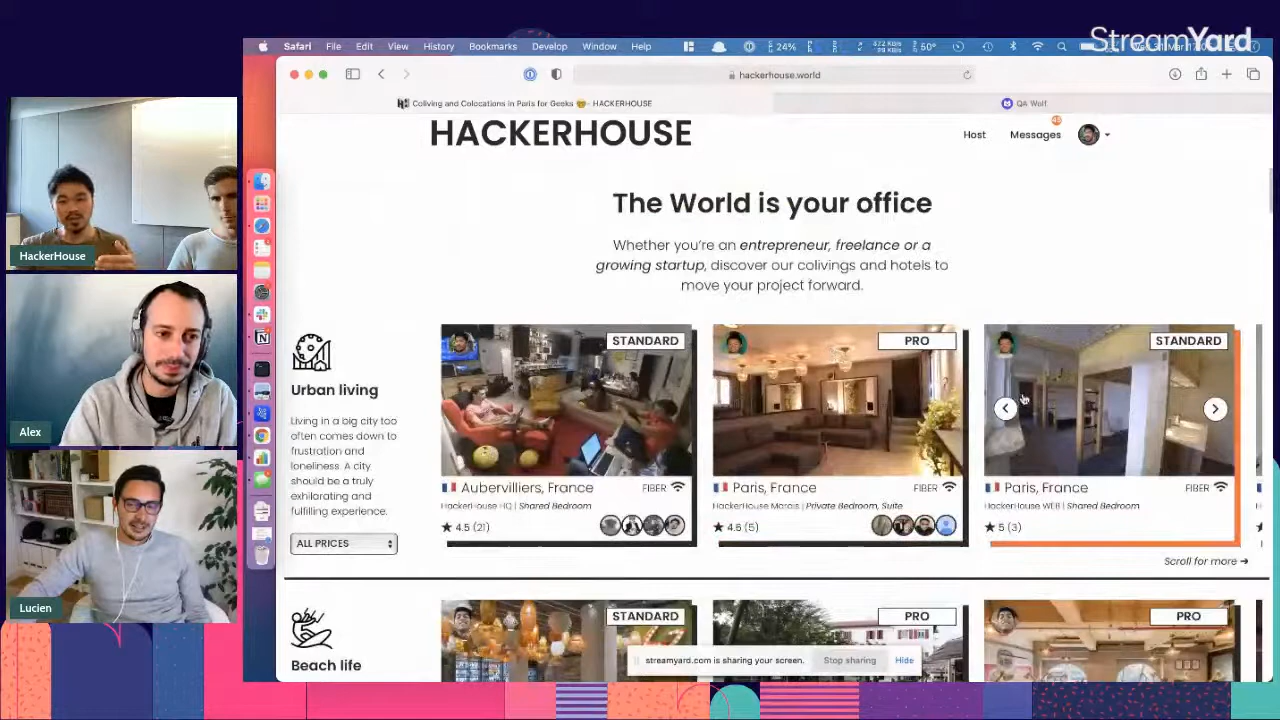 StreamYard
Safari File Edit View History Bookmarks Develop Window Help
24%
50°
hackerhouse.world
Coliving and Colocations in Paris for Geeks 🤓 - HACKERHOUSE
QA Wolf
HACKERHOUSE
Host
Messages
45
The World is your office
Whether you're an entrepreneur, freelance or a
growing startup, discover our colivings and hotels to
move your project forward.
HackerHouse
Alex
Lucien
Urban living
Living in a big city too
often comes down to
frustration and
loneliness. A city
should be a truly
exhilarating and
fulfilling experience.
ALL PRICES
STANDARD
Aubervilliers, France
FIBER
HackerHouse HQ | Shared Bedroom
★ 4.5 (21)
PRO
Paris, France
FIBER
HackerHouse Marais | Private Bedroom, Suite
★ 4.6 (5)
STANDARD
Paris, France
FIBER
HackerHouse WEB | Shared Bedroom
★ 5 (3)
Scroll for more ➔
Beach life
STANDARD
PRO
PRO
streamyard.com is sharing your screen.
Stop sharing
Hide